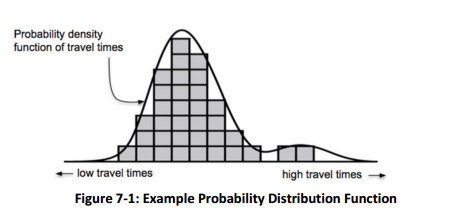 Probability density
function of travel times
low travel times
high travel times
Figure 7-1: Example Probability Distribution Function